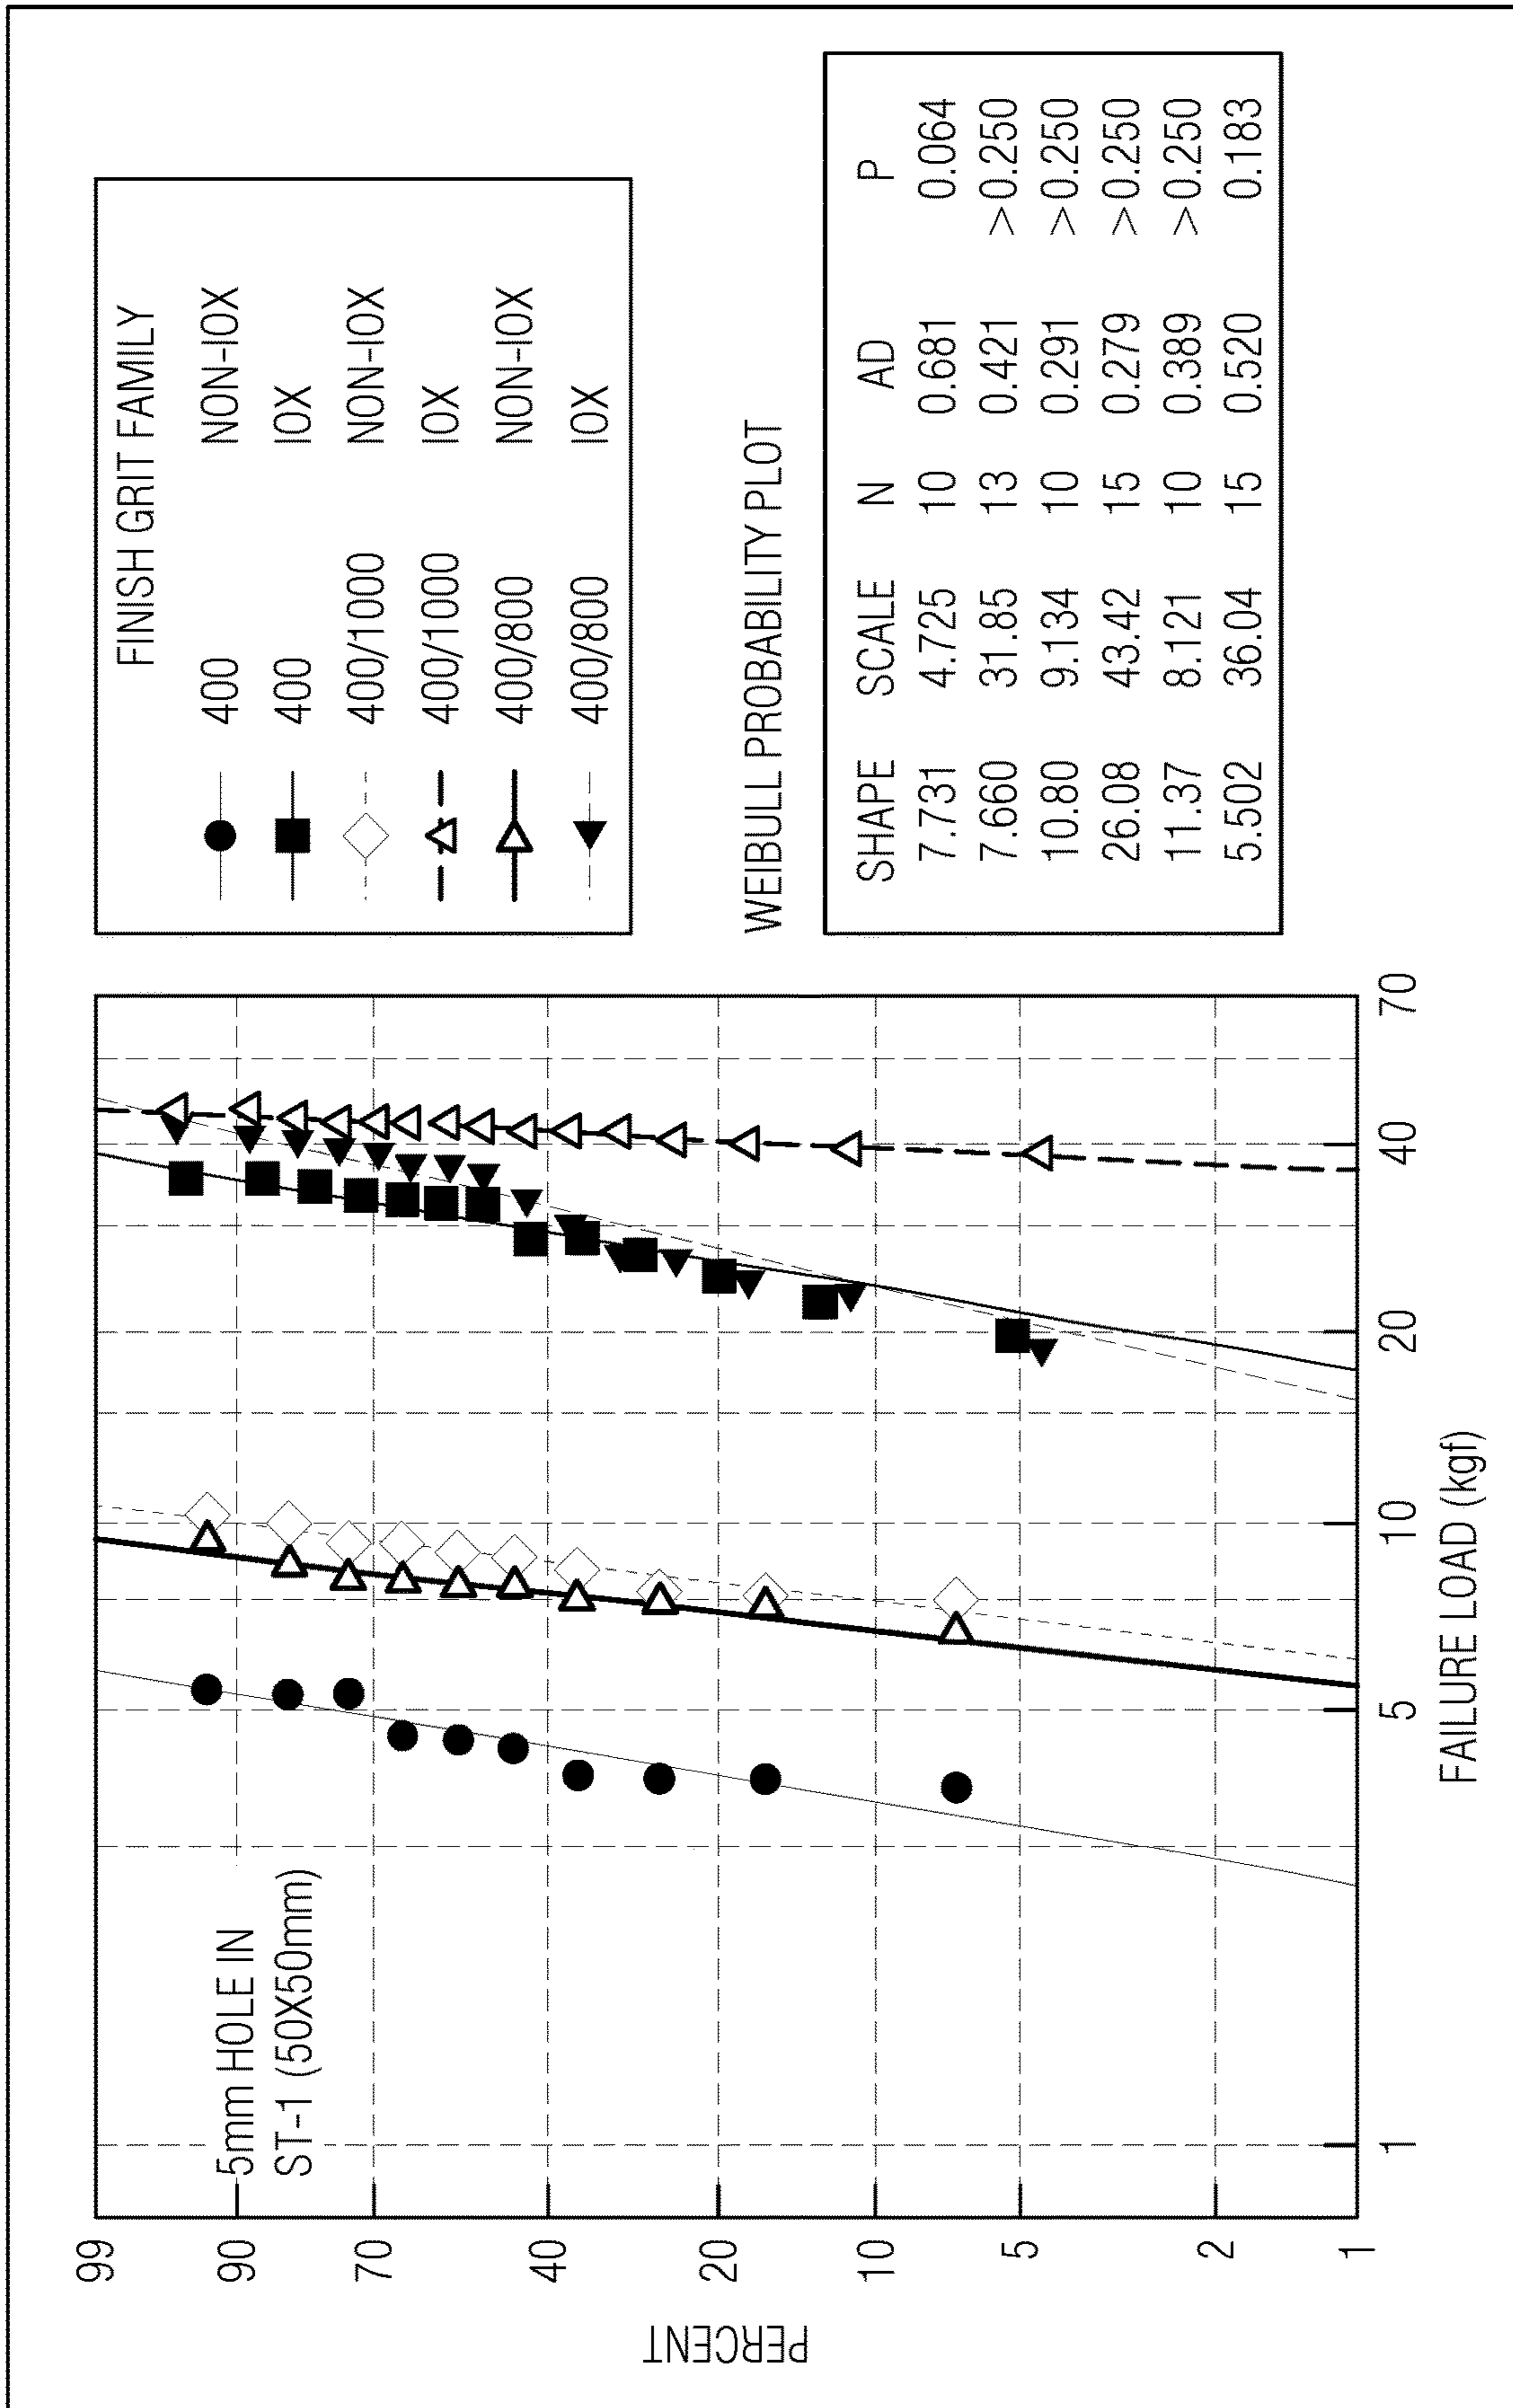 5mm HOLE IN
ST-1 (50X50mm)
PERCENT
99
90
70
40
20
10
5
2
1
1
5
10
20
40
70
FAILURE LOAD (kgf)
FINISH GRIT FAMILY
400 NON-IOX
400 IOX
400/1000 NON-IOX
400/1000 IOX
400/800 NON-IOX
400/800 IOX
WEIBULL PROBABILITY PLOT
SHAPE SCALE N AD P
7.731 4.725 10 0.681 0.064
7.660 31.85 13 0.421 >0.250
10.80 9.134 10 0.291 >0.250
26.08 43.42 15 0.279 >0.250
11.37 8.121 10 0.389 >0.250
5.502 36.04 15 0.520 0.183